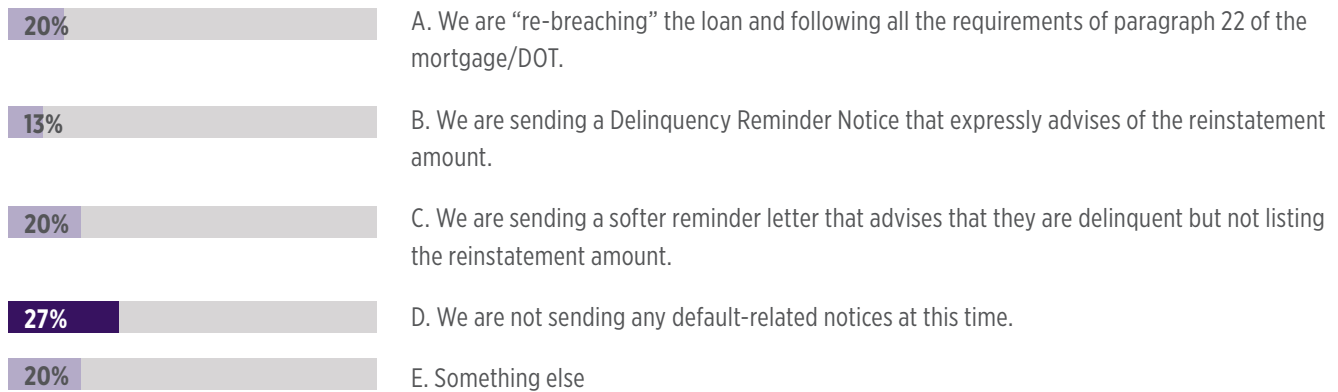 20%
A. We are “re-breaching” the loan and following all the requirements of paragraph 22 of the
mortgage/DOT.
13%
B. We are sending a Delinquency Reminder Notice that expressly advises of the reinstatement
amount.
20%
C. We are sending a softer reminder letter that advises that they are delinquent but not listing
the reinstatement amount.
27%
D. We are not sending any default-related notices at this time.
20%
E. Something else